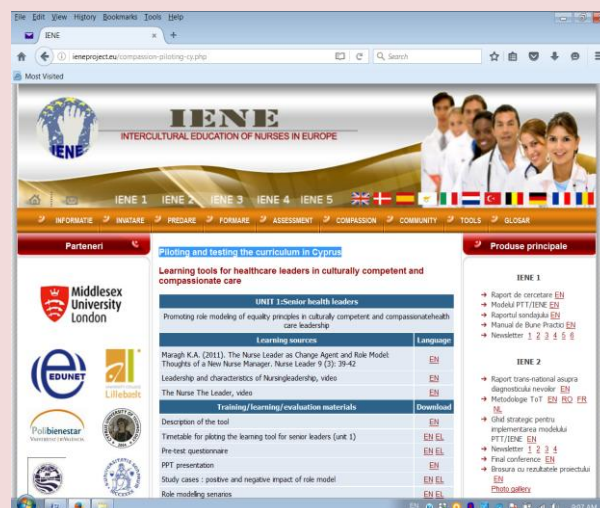 File Edit View History Bookmarks Tools Help
IENE
ieneproject.eu/compassion-piloting-cy.php
Search
Most Visited
IENE
IENE
INTERCULTURAL EDUCATION OF NURSES IN EUROPE
IENE 1 IENE 2 IENE 3 IENE 4 IENE 5
INFORMATIE INVATARE PREDARE FORMARE ASSESSMENT COMPASSION COMMUNITY TOOLS GLOSAR
Parteneri
Middlesex
University
London
EDUNET
Lillebælt
Polibienestar
Piloting and testing the curriculum in Cyprus
Learning tools for healthcare leaders in culturally competent and
compassionate care
UNIT 1:Senior health leaders
Promoting role modeling of equality principles in culturally competent and compassionatehealth
care leadership
Learning sources Language
Maragh K.A. (2011). The Nurse Leader as Change Agent and Role Model:
Thoughts of a New Nurse Manager. Nurse Leader 9 (3): 39-42 EN
Leadership and characteristics of Nursingleadership, video EN
The Nurse The Leader, video EN
Training/learning/evaluation materials Download
Description of the tool EN
Timetable for piloting the learning tool for senior leaders (unit 1) EN EL
Pre-test questionnaire EN EL
PPT presentation EN
Study cases : positive and negative impact of role model EN EL
Role modeling senarios EN EL
Produse principale
IENE 1
Raport de cercetare EN
Modelul PTT/IENE EN
Raportul sondajului EN
Manual de Bune Practici EN
Newsletter 1 2 3 4 5 6
IENE 2
Raport trans-national asupra
diagnosticului nevoilor EN
Metodologie ToT EN RO FR
NL
Ghid strategic pentru
implementarea modelului
PTT/IENE EN
Newsletter 1 2 3 4
Final conference EN
Brosura cu rezultatele proiectului
EN
Photo gallery
EN
9:07 AM